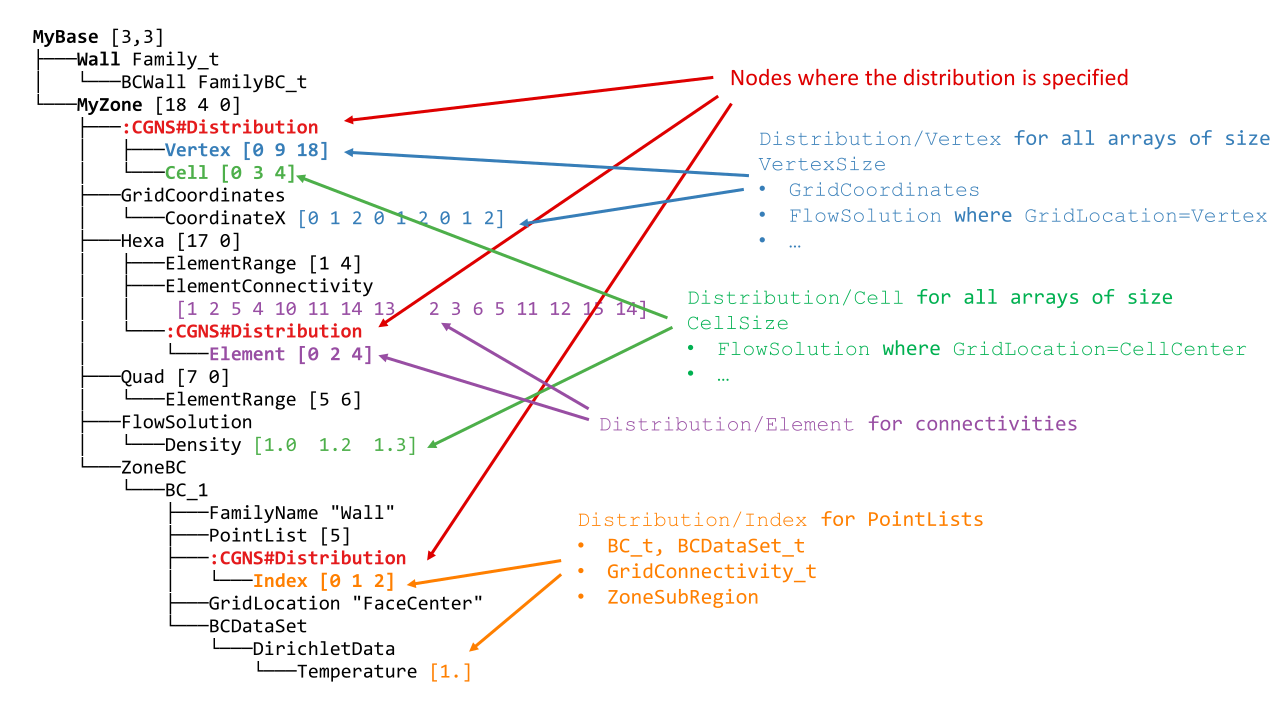 MyBase [3,3]
├───Wall Family_t
│   └───BCWall FamilyBC_t
└───MyZone [18 4 0]
    ├───:CGNS#Distribution
    │   ├───Vertex [0 9 18]
    │   └───Cell [0 3 4]
    ├───GridCoordinates
    │   └───CoordinateX [0 1 2 0 1 2 0 1 2]
    ├───Hexa [17 0]
    │   ├───ElementRange [1 4]
    │   ├───ElementConnectivity
    │   │    [1 2 5 4 10 11 14 13   2 3 6 5 11 12 15 14]
    │   └───:CGNS#Distribution
    │       └───Element [0 2 4]
    ├───Quad [7 0]
    │   └───ElementRange [5 6]
    ├───FlowSolution
    │   └───Density [1.0  1.2  1.3]
    └───ZoneBC
        └───BC_1
            ├───FamilyName "Wall"
            ├───PointList [5]
            ├───:CGNS#Distribution
            │   └───Index [0 1 2]
            ├───GridLocation "FaceCenter"
            └───BCDataSet
                └───DirichletData
                    └───Temperature [1.]
Nodes where the distribution is specified
Distribution/Vertex for all arrays of size
VertexSize
• GridCoordinates
• FlowSolution where GridLocation=Vertex
• …
Distribution/Cell for all arrays of size
CellSize
• FlowSolution where GridLocation=CellCenter
• …
Distribution/Element for connectivities
Distribution/Index for PointLists
• BC_t, BCDataSet_t
• GridConnectivity_t
• ZoneSubRegion